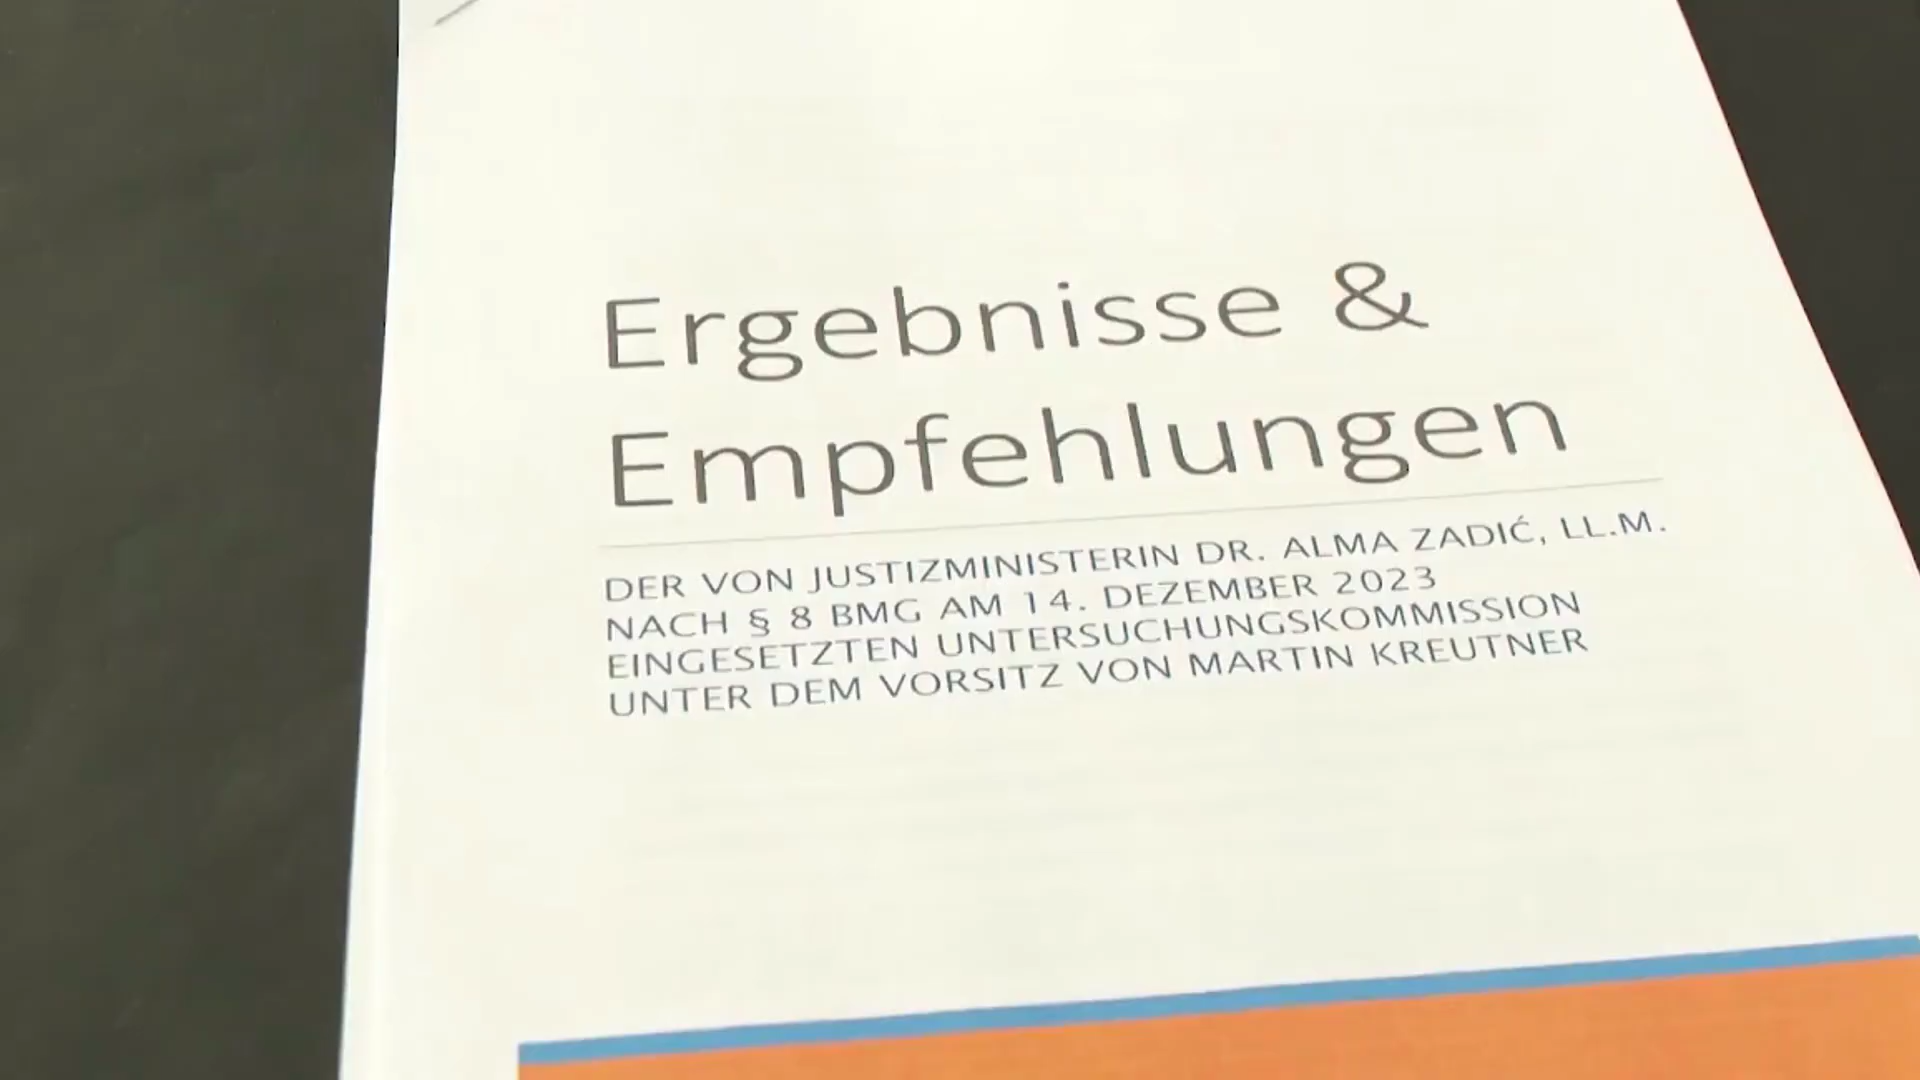 Ergebnisse &
Empfehlungen
DER VON JUSTIZMINISTERIN DR. ALMA ZADIĆ, LL.M.
NACH § 8 BMG AM 14. DEZEMBER 2023
EINGESETZTEN UNTERSUCHUNGSKOMMISSION
UNTER DEM VORSITZ VON MARTIN KREUTNER